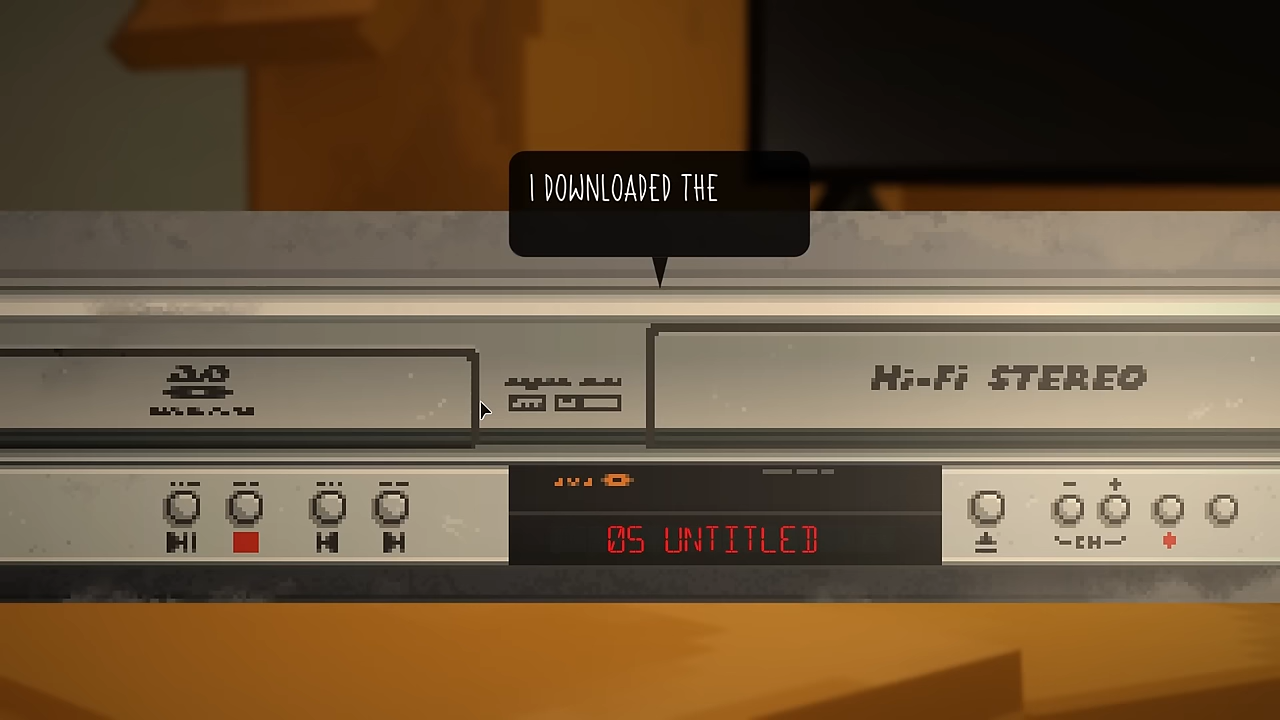 I DOWNLOADED THE
Hi-Fi STEREO
05 UNTITLED
- +
CH